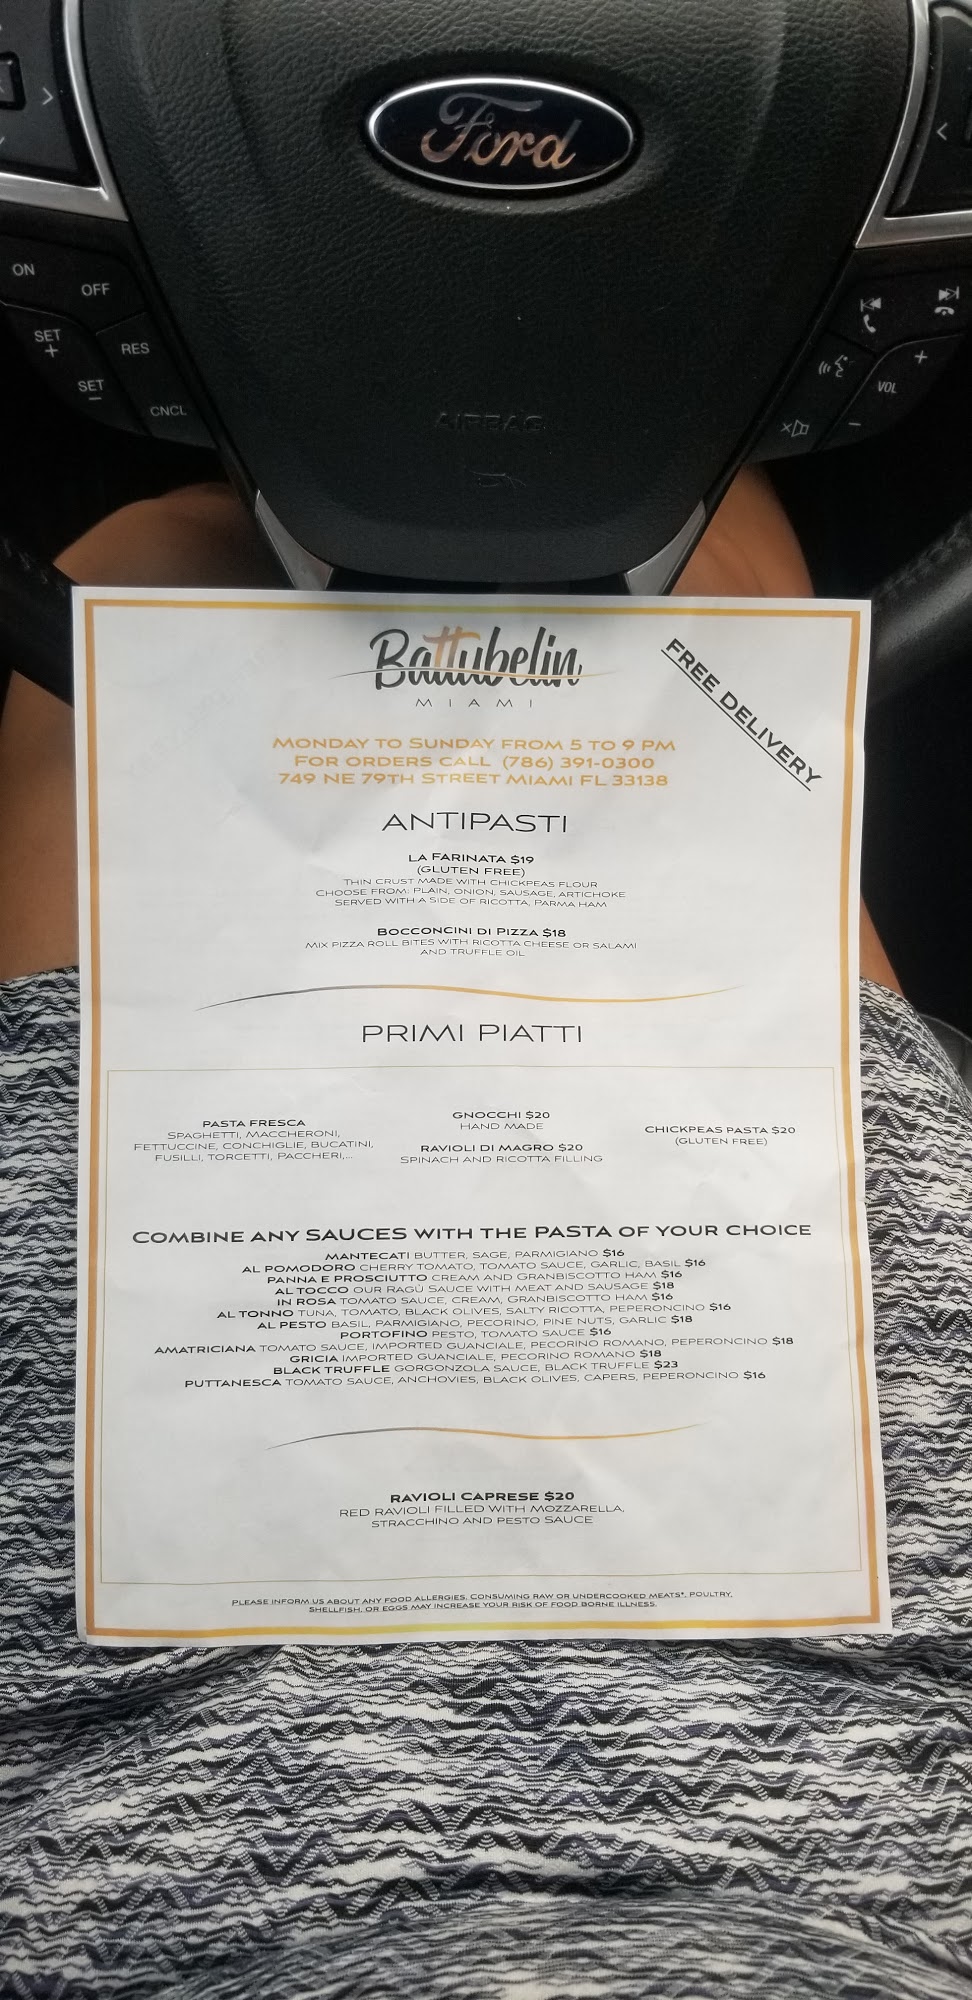 Ford
ON
OFF
SET
+
RES
SET
-
CNCL
VOL
+
-
AIRBAG
Battubelin
MIAMI
FREE DELIVERY
MONDAY TO SUNDAY FROM 5 TO 9 PM
FOR ORDERS CALL (786) 391-0300
749 NE 79TH STREET MIAMI FL 33138
ANTIPASTI
LA FARINATA $19
(GLUTEN FREE)
THIN CRUST MADE WITH CHICKPEAS FLOUR
CHOOSE FROM: PLAIN, ONION, SAUSAGE, ARTICHOKE
SERVED WITH A SIDE OF RICOTTA, PARMA HAM
BOCCONCINI DI PIZZA $18
MIX PIZZA ROLL BITES WITH RICOTTA CHEESE OR SALAMI
AND TRUFFLE OIL
PRIMI PIATTI
PASTA FRESCA
SPAGHETTI, MACCHERONI,
FETTUCCINE, CONCHIGLIE, BUCATINI,
FUSILLI, TORCETTI, PACCHERI,...
GNOCCHI $20
HAND MADE
RAVIOLI DI MAGRO $20
SPINACH AND RICOTTA FILLING
CHICKPEAS PASTA $20
(GLUTEN FREE)
COMBINE ANY SAUCES WITH THE PASTA OF YOUR CHOICE
MANTECATI BUTTER, SAGE, PARMIGIANO $16
AL POMODORO CHERRY TOMATO, TOMATO SAUCE, GARLIC, BASIL $16
PANNA E PROSCIUTTO CREAM AND GRANBISCOTTO HAM $16
AL TOCCO OUR RAGÙ SAUCE WITH MEAT AND SAUSAGE $18
IN ROSA TOMATO SAUCE, CREAM, GRANBISCOTTO HAM $16
AL TONNO TUNA, TOMATO, BLACK OLIVES, SALTY RICOTTA, PEPERONCINO $16
AL PESTO BASIL, PARMIGIANO, PECORINO, PINE NUTS, GARLIC $18
PORTOFINO PESTO, TOMATO SAUCE $16
AMATRICIANA TOMATO SAUCE, IMPORTED GUANCIALE, PECORINO ROMANO, PEPERONCINO $18
GRICIA IMPORTED GUANCIALE, PECORINO ROMANO $18
BLACK TRUFFLE GORGONZOLA SAUCE, BLACK TRUFFLE $23
PUTTANESCA TOMATO SAUCE, ANCHOVIES, BLACK OLIVES, CAPERS, PEPERONCINO $16
RAVIOLI CAPRESE $20
RED RAVIOLI FILLED WITH MOZZARELLA,
STRACCHINO AND PESTO SAUCE
PLEASE INFORM US ABOUT ANY FOOD ALLERGIES. CONSUMING RAW OR UNDERCOOKED MEATS*, POULTRY,
SHELLFISH, OR EGGS MAY INCREASE YOUR RISK OF FOOD BORNE ILLNESS.